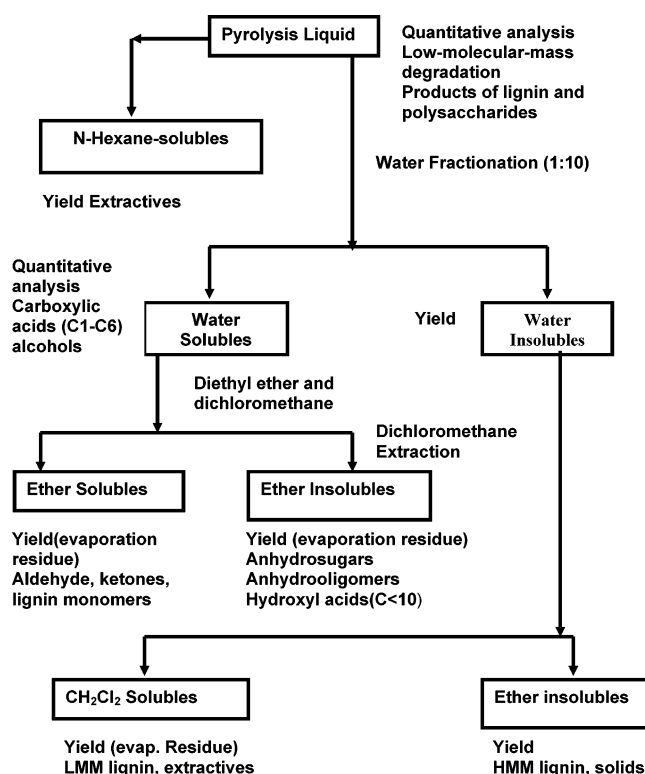 Pyrolysis Liquid
Quantitative analysis
Low-molecular-mass
degradation
Products of lignin and
polysaccharides
N-Hexane-solubles
Water Fractionation (1:10)
Yield Extractives
Quantitative
analysis
Carboxylic
acids (C1-C6)
alcohols
Water
Solubles
Yield
Water
Insolubles
Diethyl ether and
dichloromethane
Dichloromethane
Extraction
Ether Solubles
Ether Insolubles
Yield(evaporation
residue)
Aldehyde, ketones,
lignin monomers
Yield (evaporation residue)
Anhydrosugars
Anhydrooligomers
Hydroxyl acids(C<10)
CH₂Cl₂ Solubles
Ether insolubles
Yield (evap. Residue)
LMM lignin, extractives
Yield
HMM lignin, solids